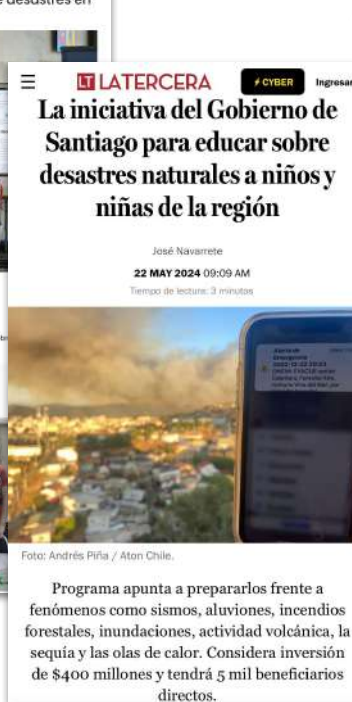 e desastres en
LT LATERCERA
CYBER
Ingresar
La iniciativa del Gobierno de
Santiago para educar sobre
desastres naturales a niños y
niñas de la región
José Navarrete
22 MAY 2024 09:09 AM
Tiempo de lectura: 3 minutos
Foto: Andrés Piña / Aton Chile.
Programa apunta a prepararlos frente a
fenómenos como sismos, aluviones, incendios
forestales, inundaciones, actividad volcánica, la
sequía y las olas de calor. Considera inversión
de $400 millones y tendrá 5 mil beneficiarios
directos.